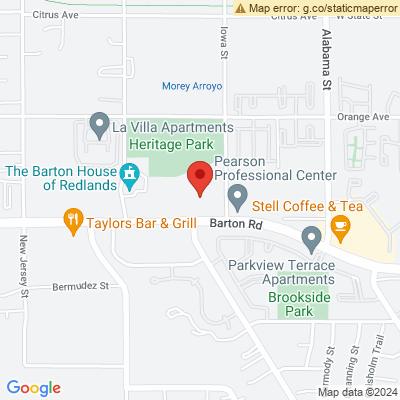 Map error: g.co/staticmaperror
Citrus Ave
Citrus Ave
W State St
Iowa St
Alabama St
Morey Arroyo
Orange Ave
La Villa Apartments
Heritage Park
The Barton House
of Redlands
Pearson
Professional Center
Stell Coffee & Tea
Taylors Bar & Grill
Barton Rd
New Jersey St
Parkview Terrace
Apartments
Bermudez St
Brookside
Park
Google
Map data ©2024